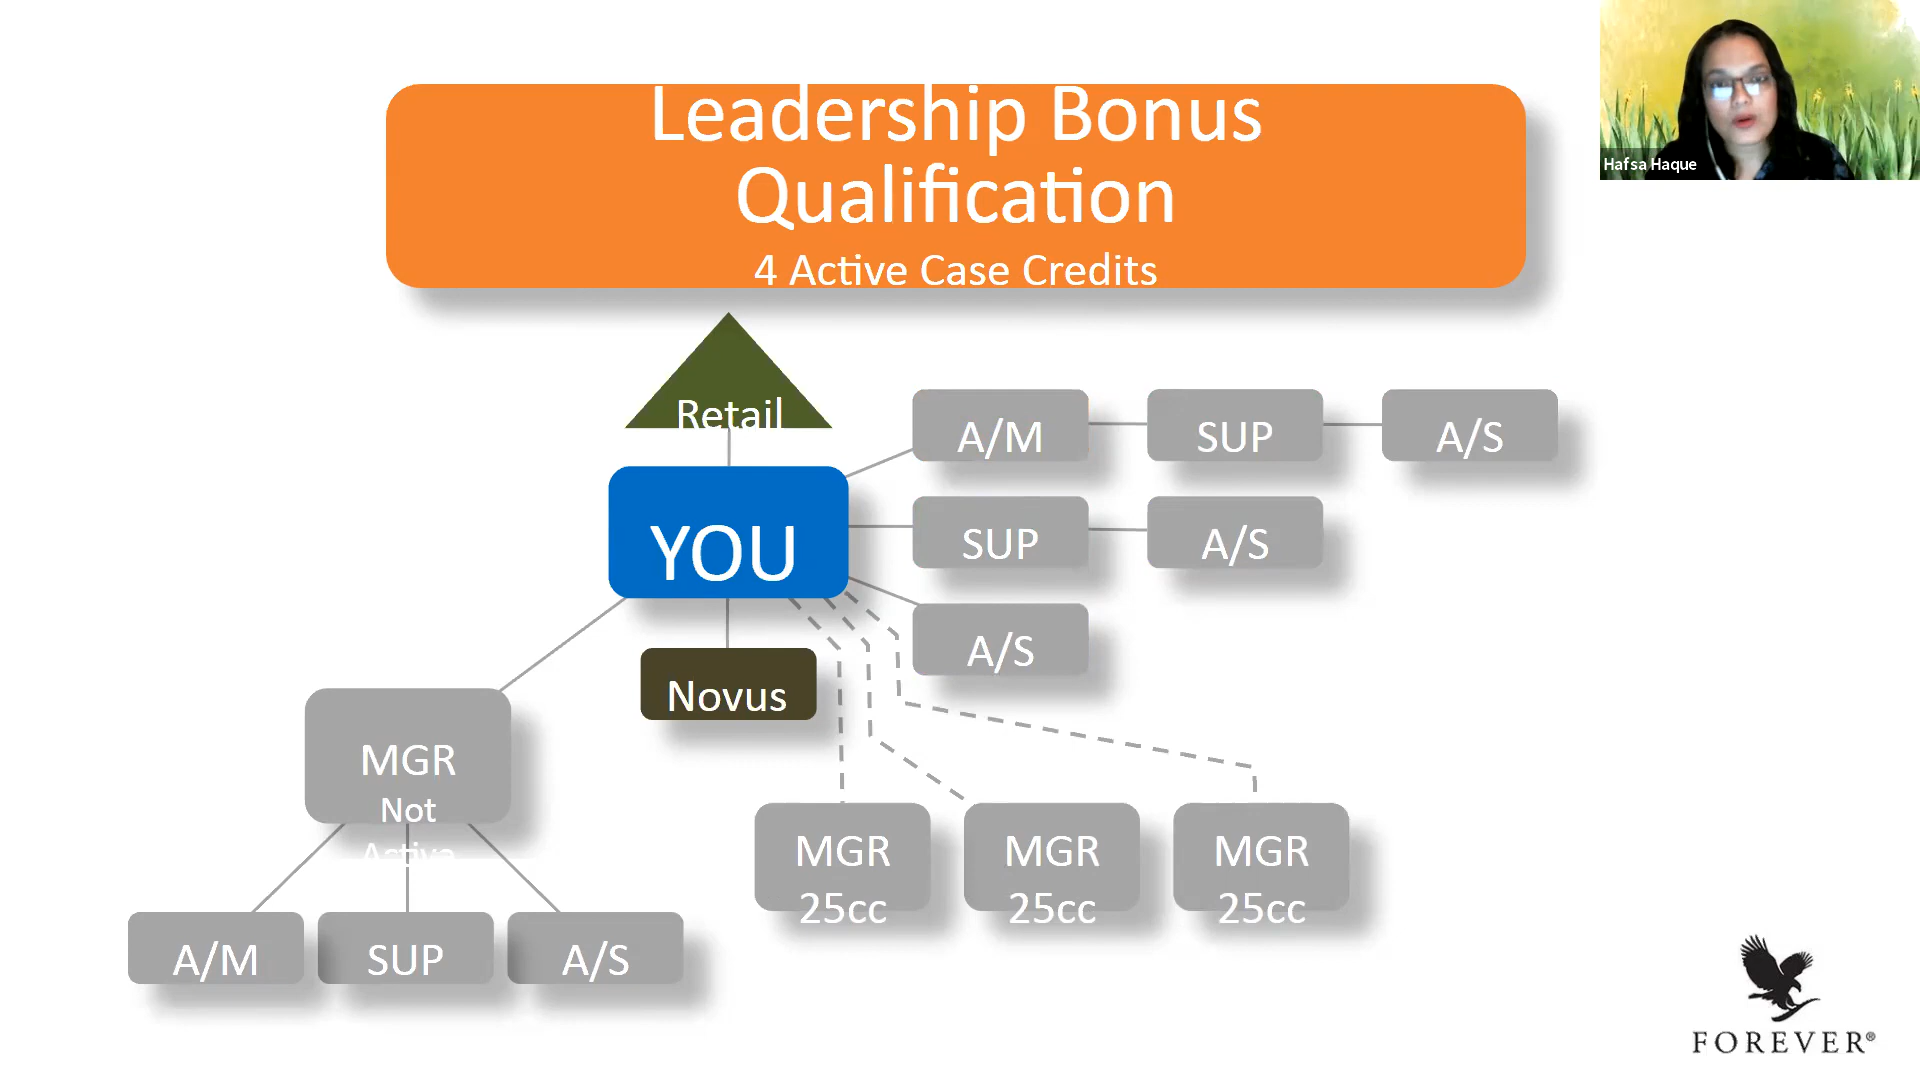 Leadership Bonus
Qualification
4 Active Case Credits
Hafsa Haque
Retail
A/M
SUP
A/S
YOU
SUP
A/S
A/S
Novus
MGR
Not
Active
MGR
25cc
MGR
25cc
MGR
25cc
A/M
SUP
A/S
FOREVER®